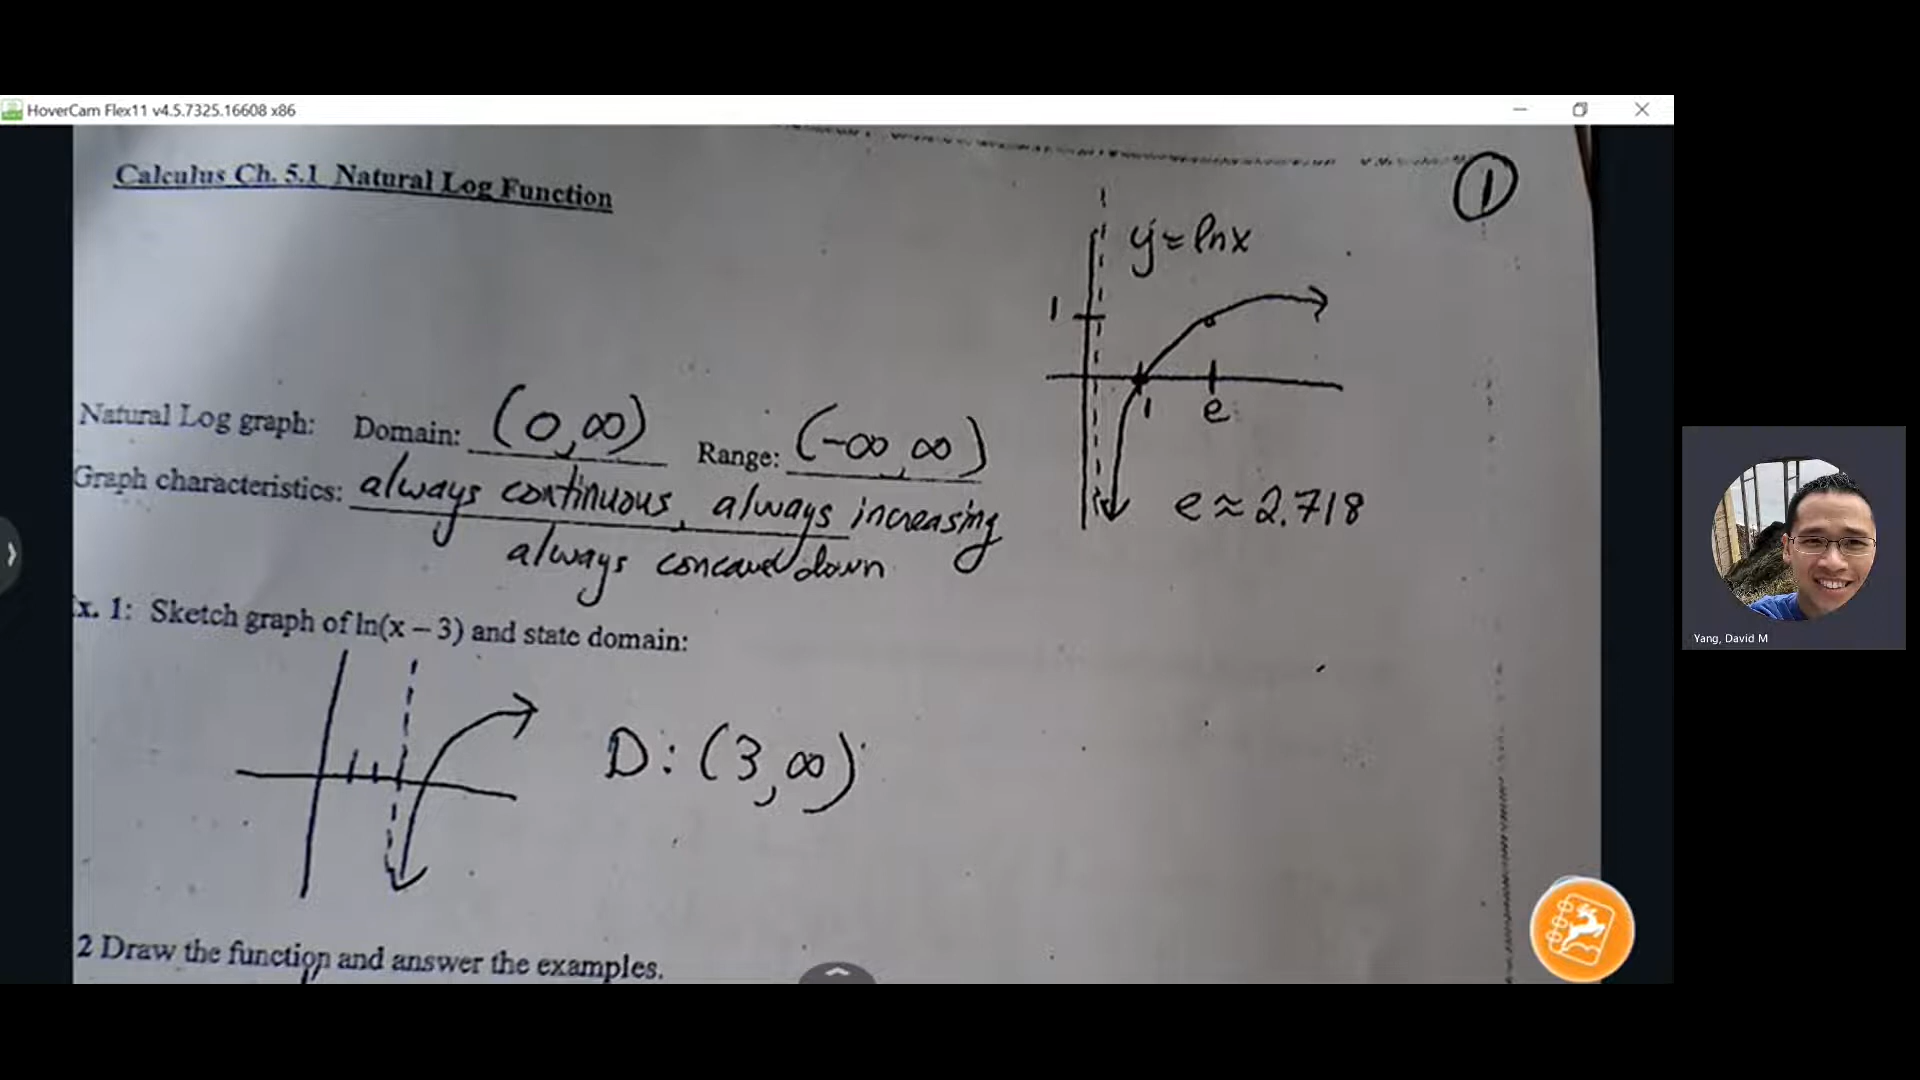 HoverCam Flex11 v4.5.7325.16608 x86
Calculus Ch. 5.1 Natural Log Function
1
y=lnx
1
1
e
e≈2.718
Natural Log graph: Domain: (0,∞) Range: (-∞,∞)
Graph characteristics: always continuous, always increasing
always concave down
x. 1: Sketch graph of ln(x – 3) and state domain:
D: (3,∞)
2 Draw the function and answer the examples.
Yang, David M